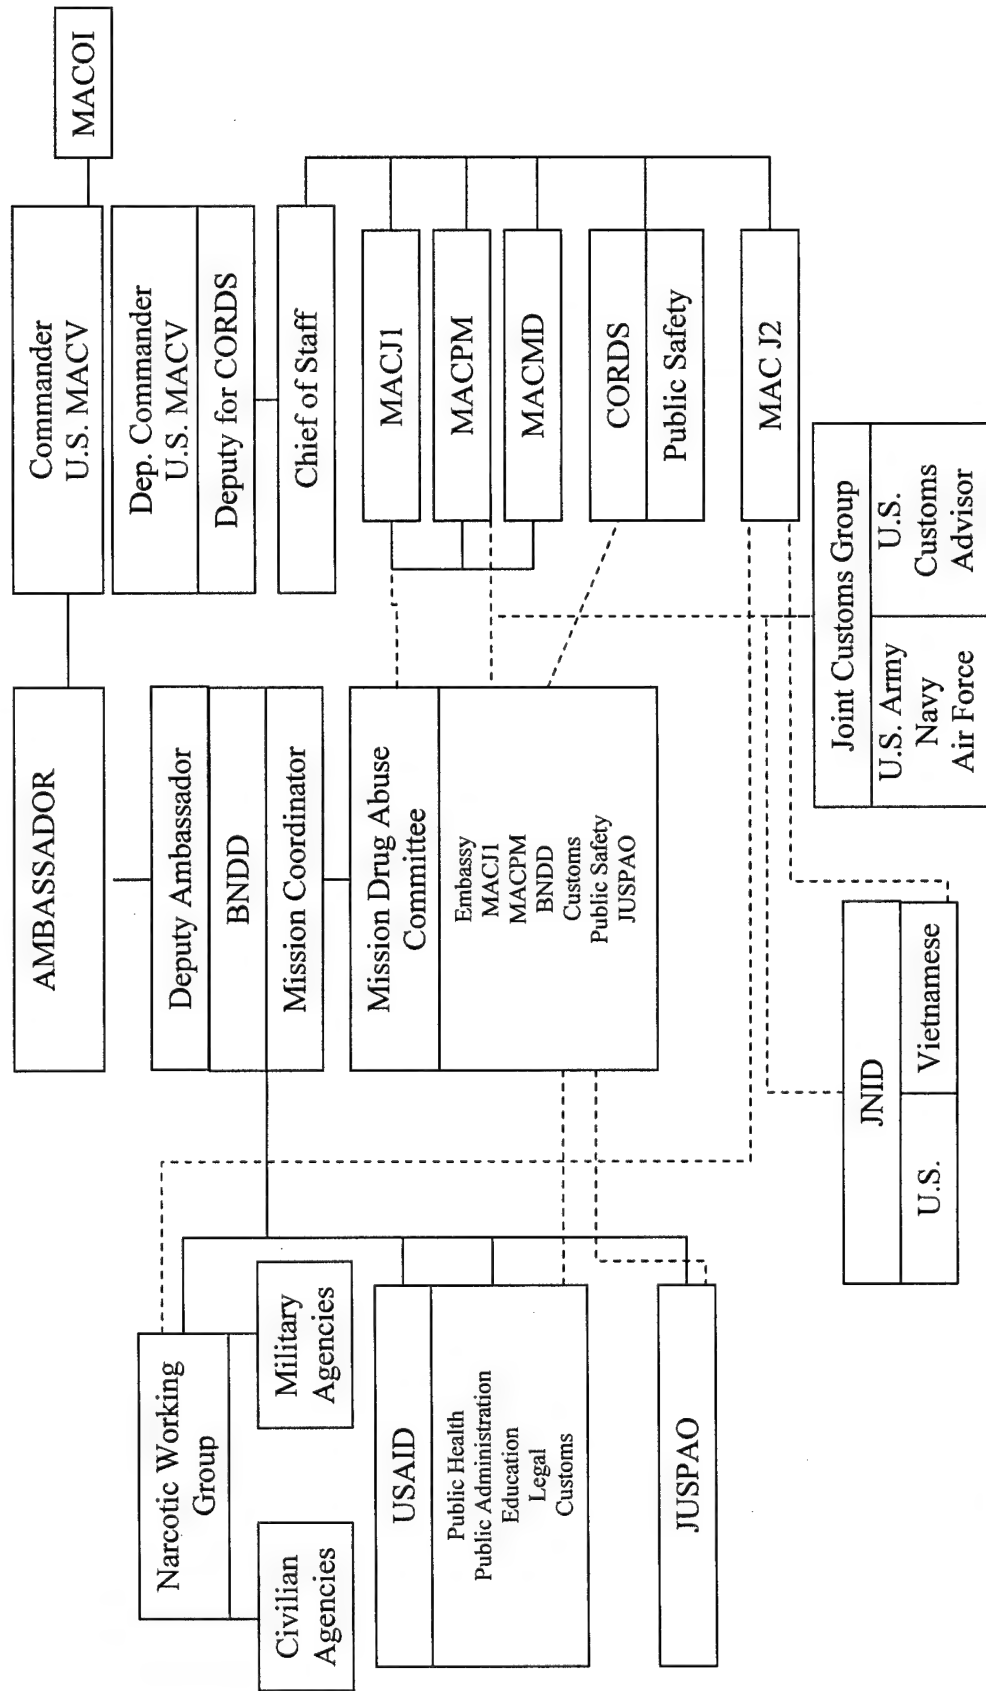 AMBASSADOR
Commander
U.S. MACV
MACOI
Deputy Ambassador
BNDD
Mission Coordinator
Dep. Commander
U.S. MACV
Deputy for CORDS
Chief of Staff
Narcotic Working
Group
Civilian
Agencies
Military
Agencies
Mission Drug Abuse
Committee
Embassy
MACJ1
MACPM
BNDD
Customs
Public Safety
JUSPAO
MACJ1
MACPM
MACMD
CORDS
Public Safety
MAC J2
USAID
Public Health
Public Administration
Education
Legal
Customs
JUSPAO
JNID
U.S.
Vietnamese
Joint Customs Group
U.S. Army
Navy
Air Force
U.S.
Customs
Advisor